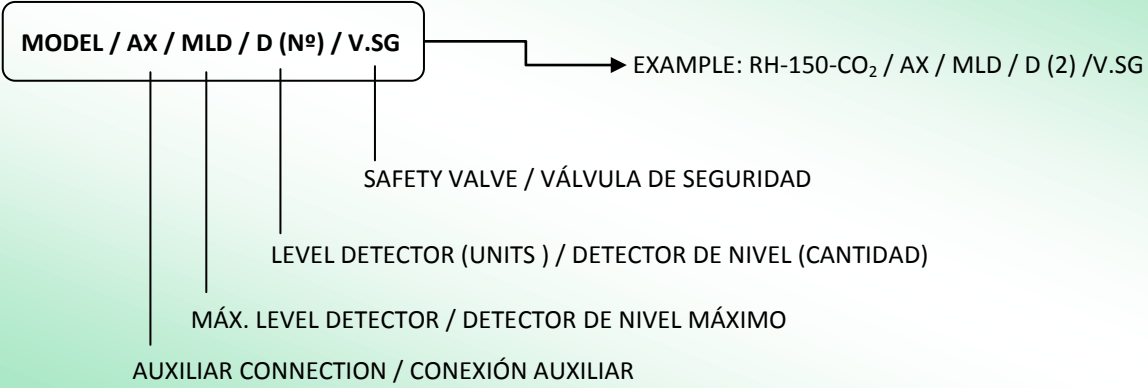 MODEL / AX / MLD / D (Nº) / V.SG
EXAMPLE: RH-150-CO₂ / AX / MLD / D (2) /V.SG
SAFETY VALVE / VÁLVULA DE SEGURIDAD
LEVEL DETECTOR (UNITS ) / DETECTOR DE NIVEL (CANTIDAD)
MÁX. LEVEL DETECTOR / DETECTOR DE NIVEL MÁXIMO
AUXILIAR CONNECTION / CONEXIÓN AUXILIAR